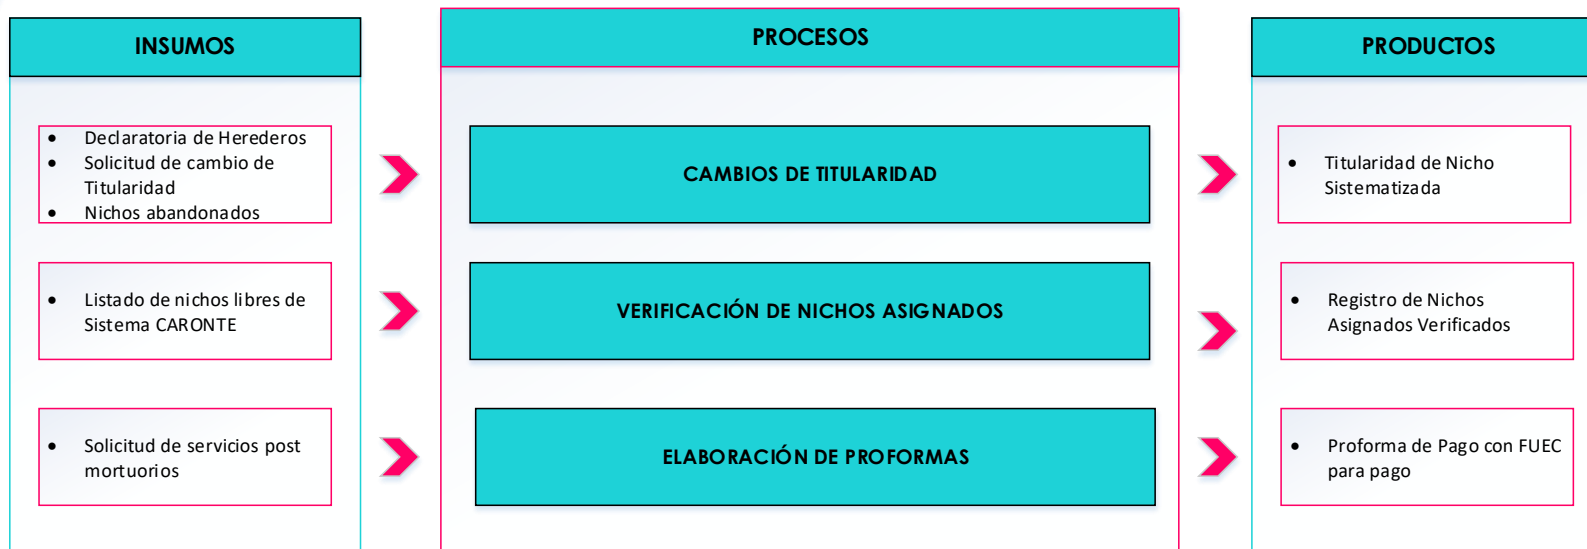 INSUMOS
PROCESOS
PRODUCTOS
• Declaratoria de Herederos
• Solicitud de cambio de
Titularidad
• Nichos abandonados
CAMBIOS DE TITULARIDAD
• Titularidad de Nicho
Sistematizada
• Listado de nichos libres de
Sistema CARONTE
VERIFICACIÓN DE NICHOS ASIGNADOS
• Registro de Nichos
Asignados Verificados
• Solicitud de servicios post
mortuorios
ELABORACIÓN DE PROFORMAS
• Proforma de Pago con FUEC
para pago